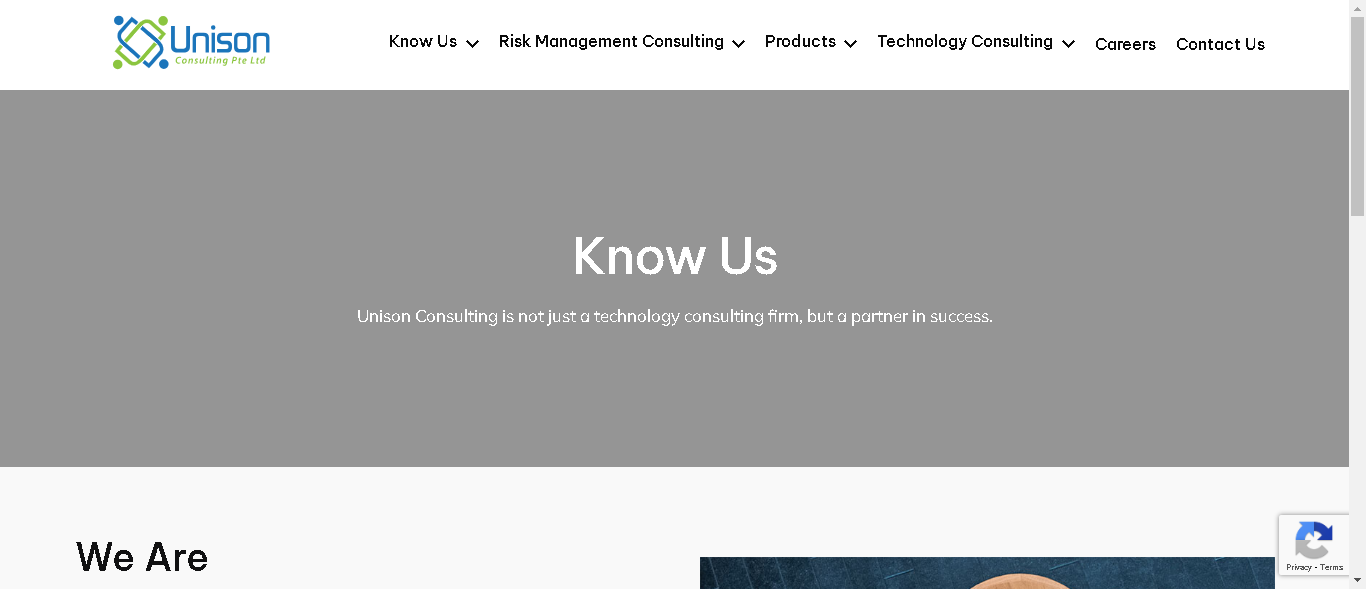 Unison
Consulting Pte Ltd
Know Us
Risk Management Consulting
Products
Technology Consulting
Careers
Contact Us
Know Us
Unison Consulting is not just a technology consulting firm, but a partner in success.
We Are
Privacy - Terms